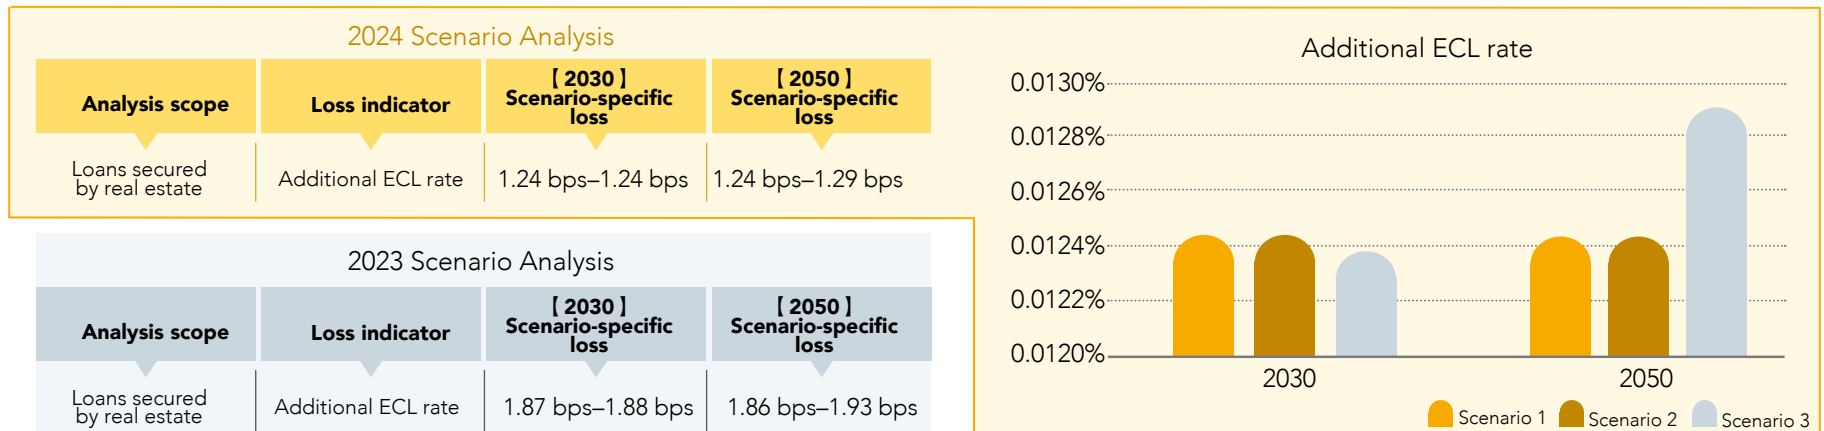 2024 Scenario Analysis
Analysis scope
Loss indicator
【2030】
Scenario-specific
loss
【2050】
Scenario-specific
loss
Loans secured
by real estate
Additional ECL rate
1.24 bps–1.24 bps
1.24 bps–1.29 bps
2023 Scenario Analysis
Analysis scope
Loss indicator
【2030】
Scenario-specific
loss
【2050】
Scenario-specific
loss
Loans secured
by real estate
Additional ECL rate
1.87 bps–1.88 bps
1.86 bps–1.93 bps
Additional ECL rate
0.0130%
0.0128%
0.0126%
0.0124%
0.0122%
0.0120%
2030
2050
Scenario 1
Scenario 2
Scenario 3